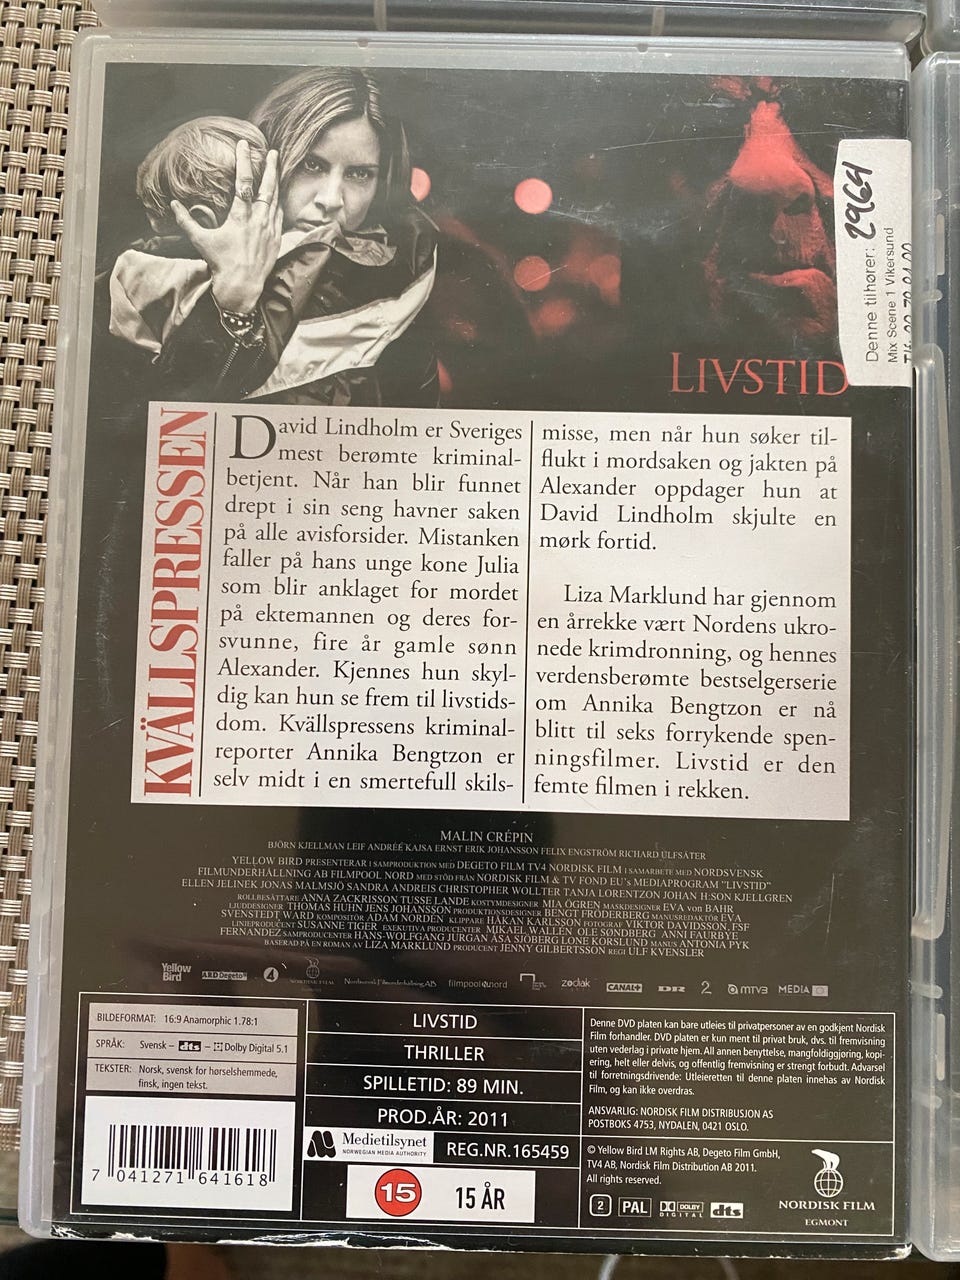 Denne tilhører: 2964
Mix Scene 1 Vikersund
LIVSTID
KVÄLLSPRESSEN
David Lindholm er Sveriges
mest berømte kriminal-
betjent. Når han blir funnet
drept i sin seng havner saken
på alle avisforsider. Mistanken
faller på hans unge kone Julia
som blir anklaget for mordet
på ektemannen og deres for-
svunne, fire år gamle sønn
Alexander. Kjennes hun skyl-
dig kan hun se frem til livstids-
dom. Kvällspressens kriminal-
reporter Annika Bengtzon er
selv midt i en smertefull skils-
misse, men når hun søker til-
flukt i mordsaken og jakten på
Alexander oppdager hun at
David Lindholm skjulte en
mørk fortid.
Liza Marklund har gjennom
en årrekke vært Nordens ukro-
nede krimdronning, og hennes
verdensberømte bestselgerserie
om Annika Bengtzon er nå
blitt til seks forrykende spen-
ningsfilmer. Livstid er den
femte filmen i rekken.
MALIN CRÉPIN
BJÖRN KJELLMAN LEIF ANDRÉE KAJSA ERNST ERIK JOHANSSON FELIX ENGSTRÖM RICHARD ULFSÄTER
YELLOW BIRD PRESENTERAR I SAMPRODUKTION MED DEGETO FILM TV4 NORDISK FILM I SAMARBETE MED NORDSVENSK
FILMUNDERHÅLLNING AB FILMPOOL NORD MED STÖD FRÅN NORDISK FILM & TV FOND EU's MEDIAPROGRAM "LIVSTID"
ELLEN JELINEK JONAS MALMSJÖ SANDRA ANDREIS CHRISTOPHER WOLLTER TANJA LORENTZON JOHAN H:SON KJELLGREN
ROLLBESÄTTARE ANNA ZACKRISSON TUSSE LANDE KOSTYMDESIGNER MIA ÖGREN MASKDESIGNER EVA von BAHR
LJUDDESIGNER THOMAS HUHN JENS JOHANSSON PRODUKTIONSDESIGNER BENGT FRÖDERBERG MANUSREDAKTÖR EVA
SVENSTEDT WARD KOMPOSITÖR ADAM NORDEN KLIPPARE HÅKAN KARLSSON FOTOGRAF VIKTOR DAVIDSSON, FSF
LINJEPRODUCENT SUSANNE TIGER EXEKUTIVA PRODUCENTER MIKAEL WALLÉN OLE SØNDBERG ANNI FAURBYE
FERNANDEZ SAMPRODUCENTER HANS-WOLFGANG JURGAN ÅSA SJÖBERG LONE KORSLUND MANUS ANTONIA PYK
BASERAD PÅ EN ROMAN AV LIZA MARKLUND PRODUCENT JENNY GILBERTSSON REGI ULF KVENSLER
Yellow Bird ARD Degeto 4 NORDISK FILM Nordsvensk Filmunderhållning AB filmpool nord zodiak CANAL+ DR 2 mtv3 MEDIA
BILDEFORMAT: 16:9 Anamorphic 1.78:1
SPRÅK: Svensk – dts – Dolby Digital 5.1
TEKSTER: Norsk, svensk for hørselshemmede,
finsk, ingen tekst.
7 041271 641618
LIVSTID
THRILLER
SPILLETID: 89 MIN.
PROD.ÅR: 2011
Medietilsynet
NORWEGIAN MEDIA AUTHORITY
REG.NR.165459
15 15 ÅR
Denne DVD platen kan bare utleies til privatpersoner av en godkjent Nordisk
Film forhandler. DVD platen er kun ment til privat bruk, dvs. til fremvisning
uten vederlag i private hjem. All annen benyttelse, mangfoldiggjøring, kopi-
ering, helt eller delvis, og offentlig fremvisning er strengt forbudt. Advarsel
til forretningsdrivende: Utleieretten til denne platen innehas av Nordisk
Film, og kan ikke overdras.
ANSVARLIG: NORDISK FILM DISTRIBUSJON AS
POSTBOKS 4753, NYDALEN, 0421 OSLO.
© Yellow Bird LM Rights AB, Degeto Film GmbH,
TV4 AB, Nordisk Film Distribution AB 2011.
All rights reserved.
2 PAL DOLBY DIGITAL dts
NORDISK FILM
EGMONT